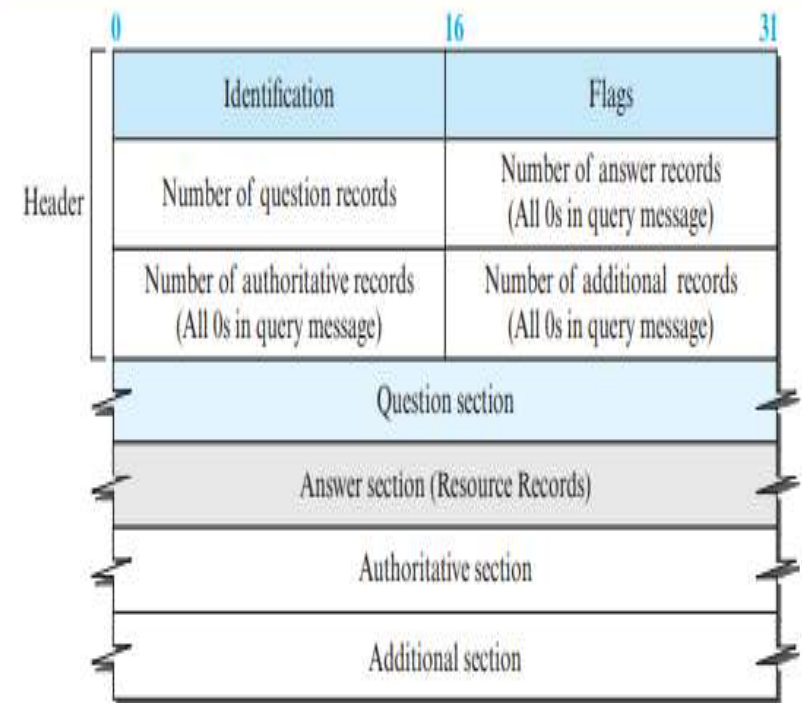 0 16 31
Identification Flags
Header
Number of question records
Number of answer records
(All 0s in query message)
Number of authoritative records
(All 0s in query message)
Number of additional records
(All 0s in query message)
Question section
Answer section (Resource Records)
Authoritative section
Additional section